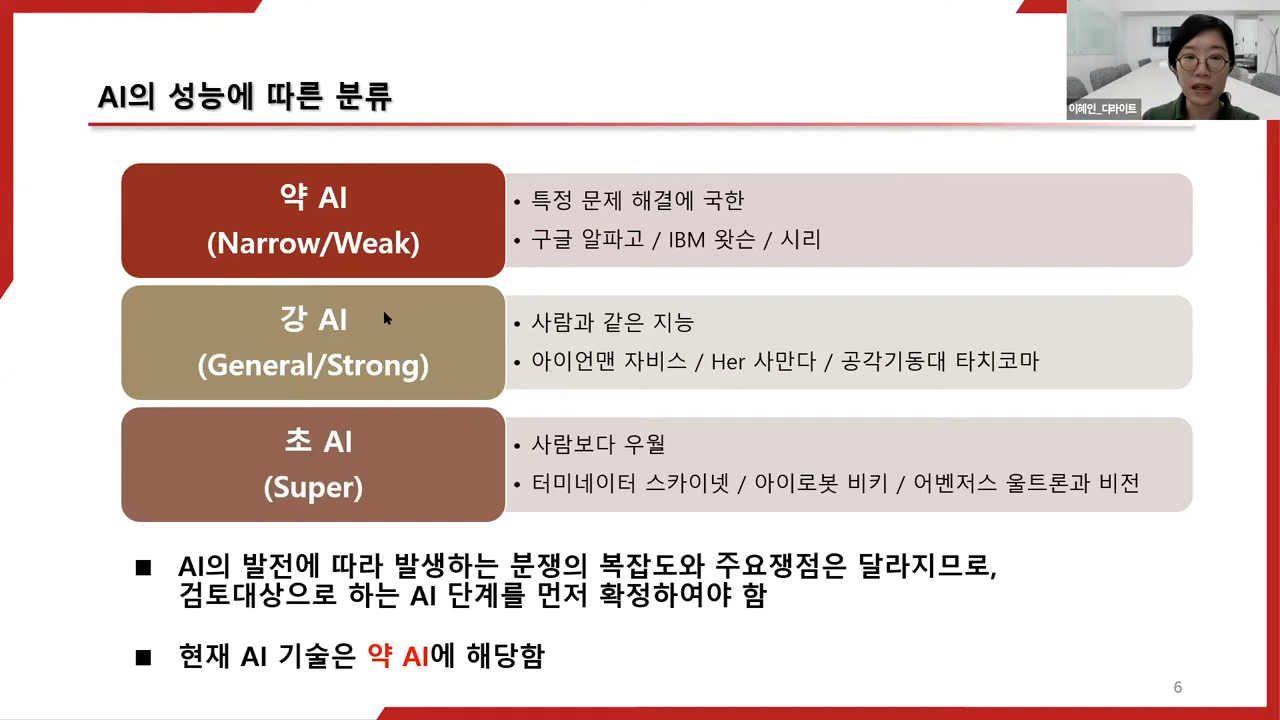 AI의 성능에 따른 분류
이혜인_디라이트
약 AI
(Narrow/Weak)
• 특정 문제 해결에 국한
• 구글 알파고 / IBM 왓슨 / 시리
강 AI
(General/Strong)
• 사람과 같은 지능
• 아이언맨 자비스 / Her 사만다 / 공각기동대 타치코마
초 AI
(Super)
• 사람보다 우월
• 터미네이터 스카이넷 / 아이로봇 비키 / 어벤저스 울트론과 비전
■ AI의 발전에 따라 발생하는 분쟁의 복잡도와 주요쟁점은 달라지므로,
검토대상으로 하는 AI 단계를 먼저 확정하여야 함
■ 현재 AI 기술은 약 AI에 해당함
6